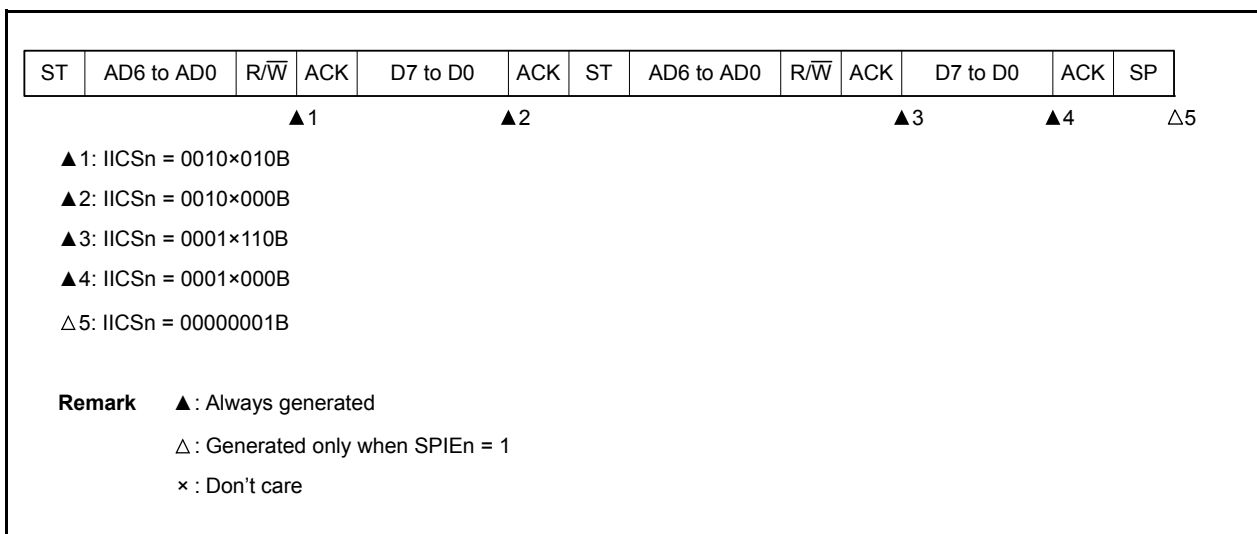 ST AD6 to AD0 R/W̅ ACK D7 to D0 ACK ST AD6 to AD0 R/W̅ ACK D7 to D0 ACK SP
▲1 ▲2 ▲3 ▲4 △5
▲1: IICSn = 0010×010B
▲2: IICSn = 0010×000B
▲3: IICSn = 0001×110B
▲4: IICSn = 0001×000B
△5: IICSn = 00000001B
Remark ▲: Always generated
△: Generated only when SPIEn = 1
×: Don't care